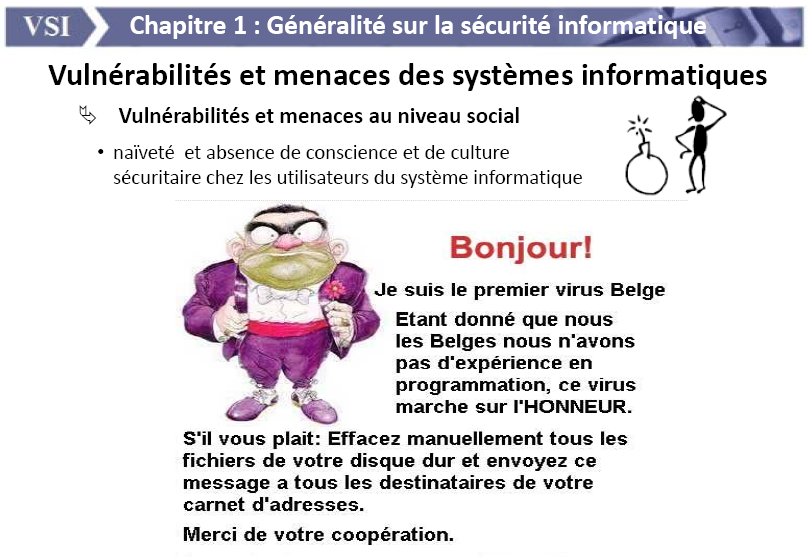 VSI
Chapitre 1 : Généralité sur la sécurité informatique
Vulnérabilités et menaces des systèmes informatiques
Vulnérabilités et menaces au niveau social
• naïveté et absence de conscience et de culture
sécuritaire chez les utilisateurs du système informatique
Bonjour!
Je suis le premier virus Belge
Etant donné que nous
les Belges nous n'avons
pas d'expérience en
programmation, ce virus
marche sur l'HONNEUR.
S'il vous plait: Effacez manuellement tous les
fichiers de votre disque dur et envoyez ce
message a tous les destinataires de votre
carnet d'adresses.
Merci de votre coopération.